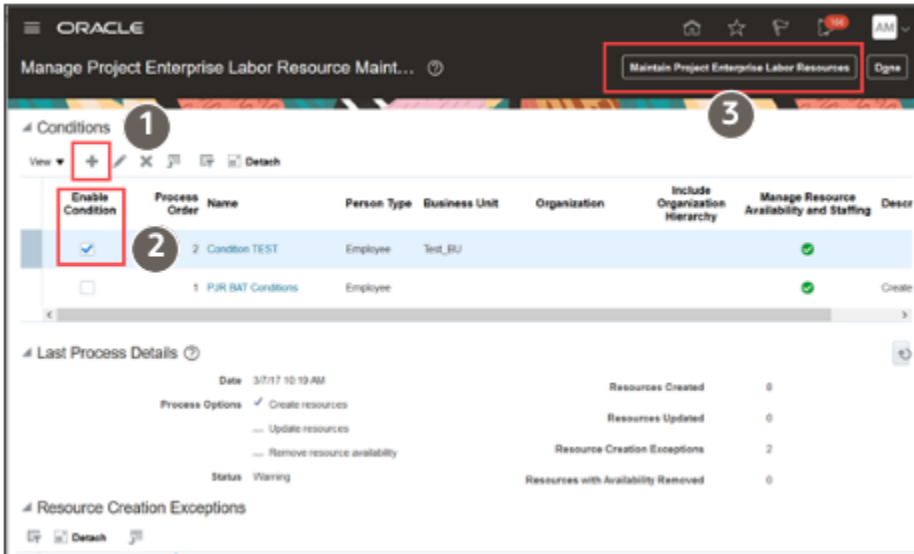 ORACLE
166
AM
Manage Project Enterprise Labor Resource Maint...
Maintain Project Enterprise Labor Resources
Done
3
Conditions
1
View
Detach
Enable Condition Process Order Name Person Type Business Unit Organization Include Organization Hierarchy Manage Resource Availability and Staffing Descr
2
2 Condition TEST Employee Test_BU
1 PJR BAT Conditions Employee Create
Last Process Details
Date 3/7/17 10:19 AM
Resources Created 8
Process Options Create resources
Resources Updated 0
Update resources
Resource Creation Exceptions 2
Remove resource availability
Status Warning
Resources with Availability Removed 0
Resource Creation Exceptions
Detach